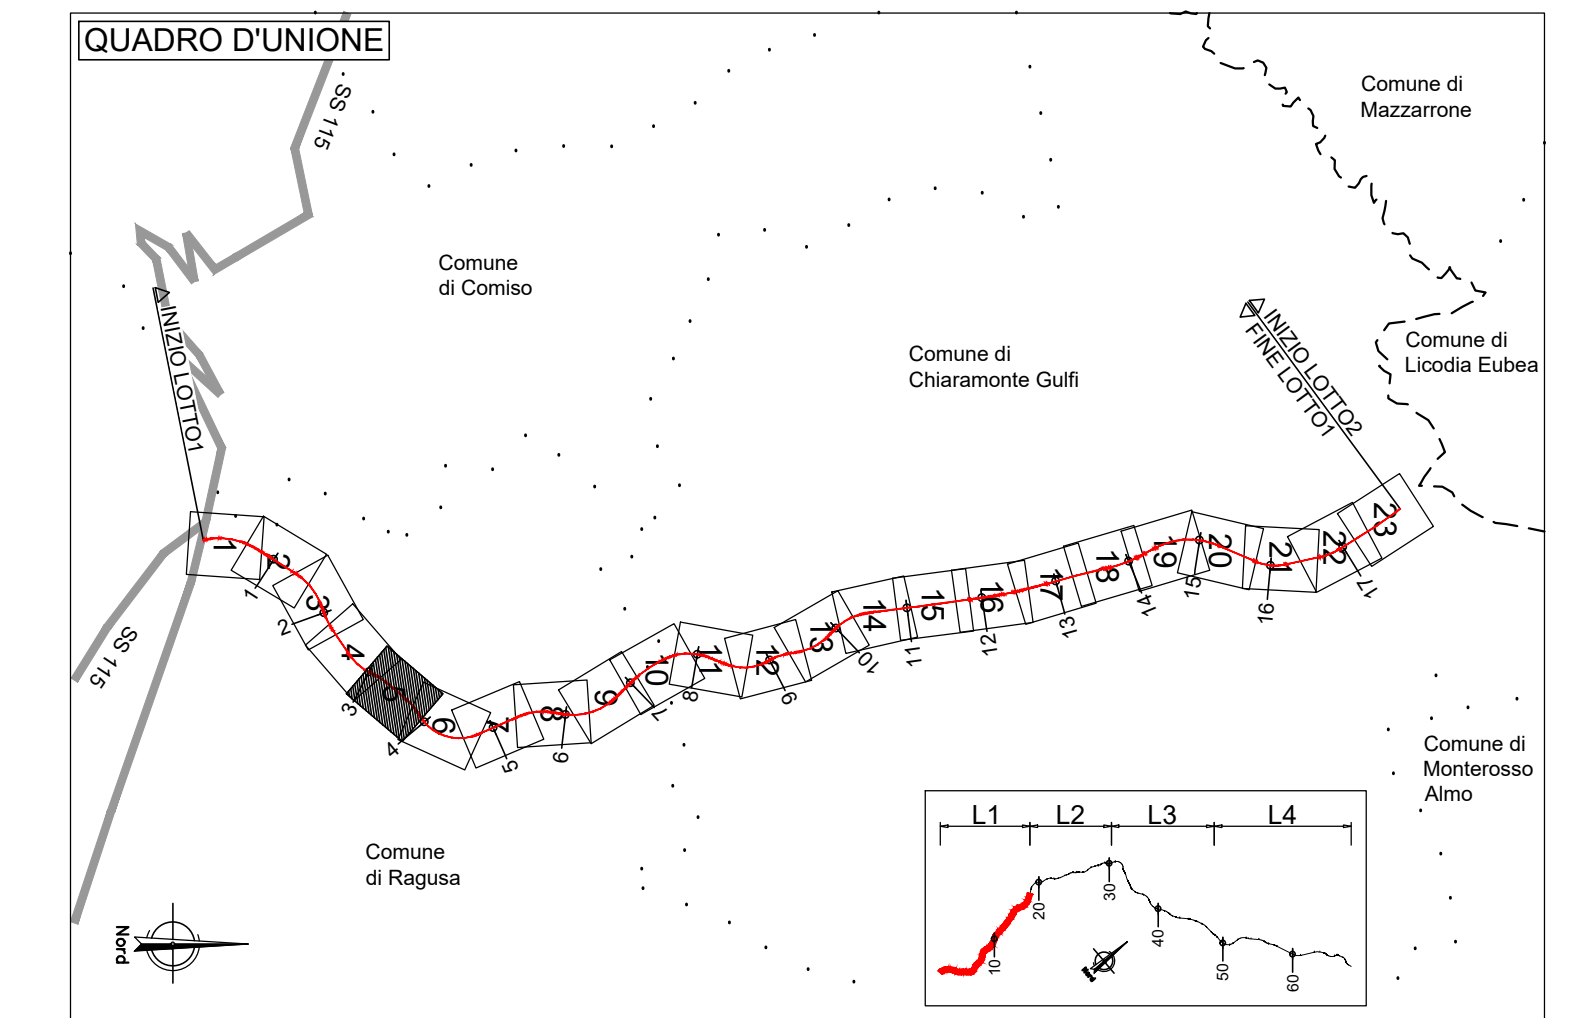 QUADRO D'UNIONE
SS 115
Comune di
Mazzarrone
Comune
di Comiso
INIZIO LOTTO1
Comune di
Chiaramonte Gulfi
INIZIO LOTTO2
FINE LOTTO1
Comune di
Licodia Eubea
1
2
3
4
5
6
7
8
9
10
11
12
13
14
15
16
17
18
19
20
21
22
23
1
2
3
4
5
6
7
8
9
10
11
12
13
14
15
16
17
SS 115
Comune di
Monterosso
Almo
Comune
di Ragusa
Nord
L1
L2
L3
L4
10
20
30
40
50
60
Nord